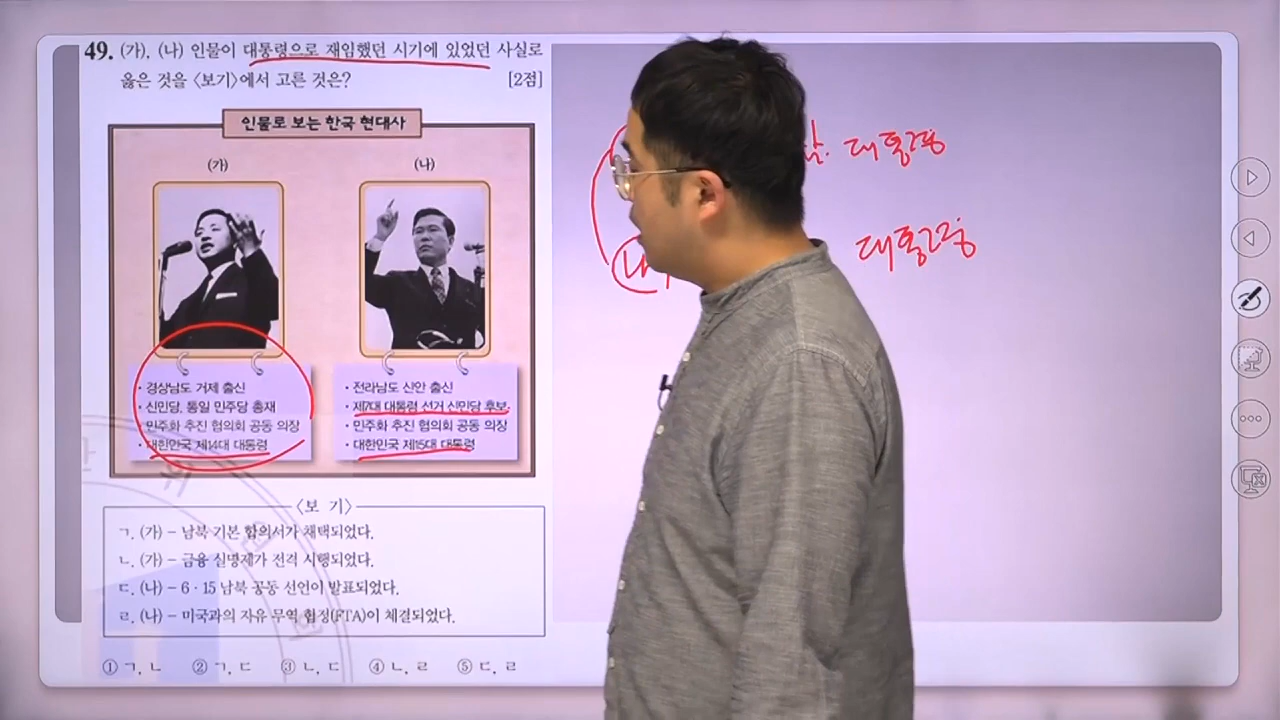 49. (가), (나) 인물이 대통령으로 재임했던 시기에 있었던 사실로
옳은 것을 〈보기〉에서 고른 것은? [2점]
인물로 보는 한국 현대사
(가)
(나)
• 경상남도 거제 출신
• 신민당, 통일 민주당 총재
• 민주화 추진 협의회 공동 의장
• 대한민국 제14대 대통령
• 전라남도 신안 출신
• 제7대 대통령 선거 신민당 후보
• 민주화 추진 협의회 공동 의장
• 대한민국 제15대 대통령
〈보 기〉
ㄱ. (가) - 남북 기본 합의서가 채택되었다.
ㄴ. (가) - 금융 실명제가 전격 시행되었다.
ㄷ. (나) - 6·15 남북 공동 선언이 발표되었다.
ㄹ. (나) - 미국과의 자유 무역 협정(FTA)이 체결되었다.
① ㄱ, ㄴ ② ㄱ, ㄷ ③ ㄴ, ㄷ ④ ㄴ, ㄹ ⑤ ㄷ, ㄹ
대통령
나
대통령